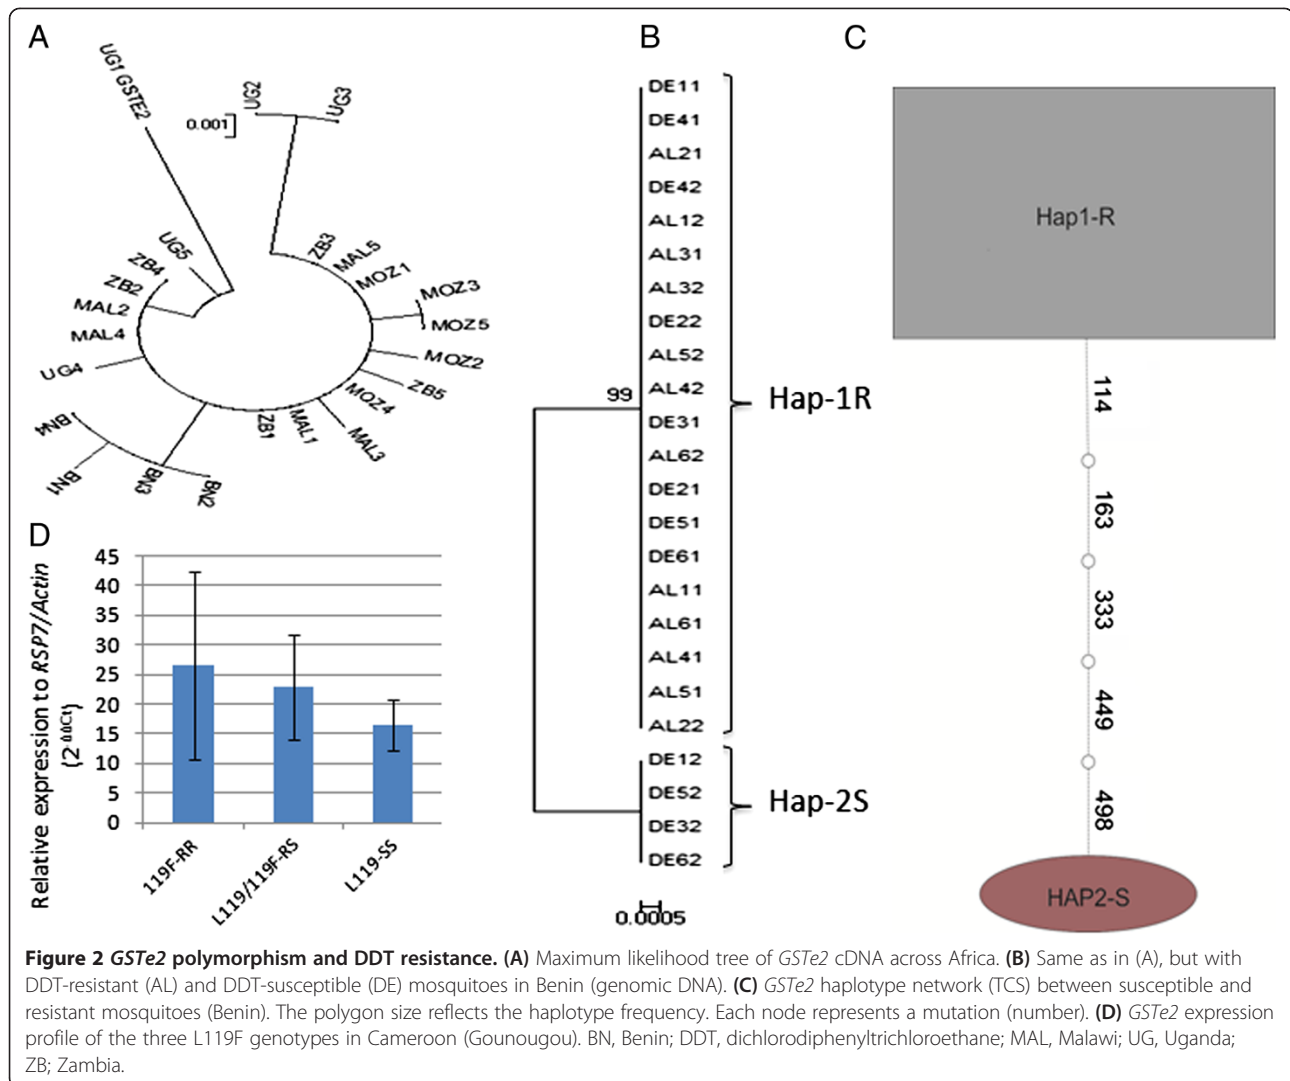 A
UG1 GSTE2
UG2
UG3
0.001
ZB3
MAL5
MOZ1
MOZ3
MOZ5
MOZ2
ZB5
MOZ4
MAL3
MAL1
ZB1
BN2
BN3
BN1
BN4
UG4
MAL4
MAL2
ZB2
ZB4
UG5
B
DE11
DE41
AL21
DE42
AL12
AL31
AL32
DE22
AL52
AL42
DE31
AL62
DE21
DE51
DE61
AL11
AL61
AL41
AL51
AL22
DE12
DE52
DE32
DE62
99
Hap-1R
Hap-2S
0.0005
C
Hap1-R
114
163
333
449
498
HAP2-S
D
Relative expression to RSP7/Actin
(2-ΔΔCt)
45
40
35
30
25
20
15
10
5
0
119F-RR
L119/119F-RS
L119-SS
Figure 2 GSTe2 polymorphism and DDT resistance. (A) Maximum likelihood tree of GSTe2 cDNA across Africa. (B) Same as in (A), but with
DDT-resistant (AL) and DDT-susceptible (DE) mosquitoes in Benin (genomic DNA). (C) GSTe2 haplotype network (TCS) between susceptible and
resistant mosquitoes (Benin). The polygon size reflects the haplotype frequency. Each node represents a mutation (number). (D) GSTe2 expression
profile of the three L119F genotypes in Cameroon (Gounougou). BN, Benin; DDT, dichlorodiphenyltrichloroethane; MAL, Malawi; UG, Uganda;
ZB; Zambia.